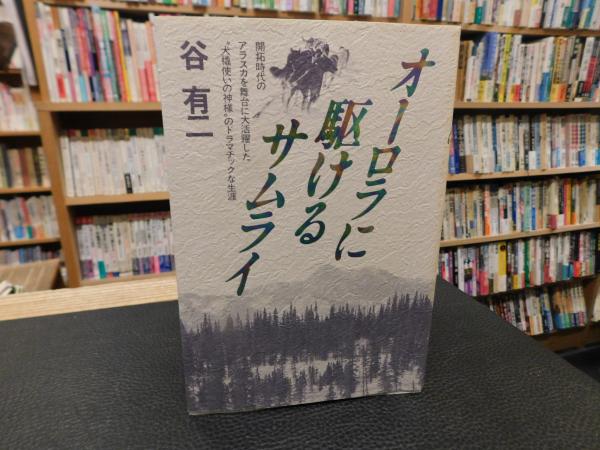 オーロラに
駆ける
サムライ
開拓時代の
アラスカを舞台に大活躍した、
“犬橇使いの神様”のドラマチックな生涯
谷 有二